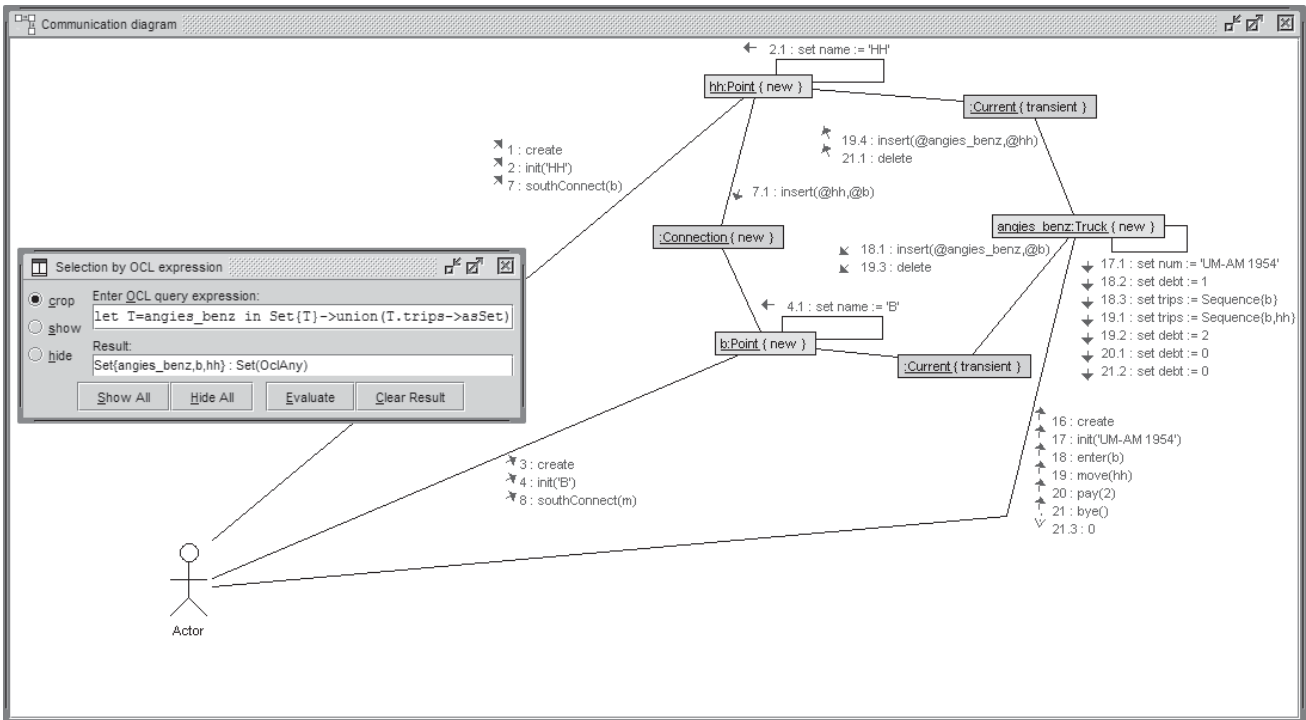 Communication diagram
2.1 : set name := 'HH'
hh:Point { new }
:Current { transient }
1 : create
2 : init('HH')
7 : southConnect(b)
19.4 : insert(@angies_benz,@hh)
21.1 : delete
7.1 : insert(@hh,@b)
:Connection { new }
angies_benz:Truck { new }
18.1 : insert(@angies_benz,@b)
19.3 : delete
17.1 : set num := 'UM-AM 1954'
18.2 : set debt := 1
18.3 : set trips := Sequence{b}
19.1 : set trips := Sequence{b,hh}
19.2 : set debt := 2
20.1 : set debt := 0
21.2 : set debt := 0
Selection by OCL expression
crop
show
hide
Enter OCL query expression:
let T=angies_benz in Set{T}->union(T.trips->asSet)
Result:
Set{angies_benz,b,hh} : Set(OclAny)
Show All
Hide All
Evaluate
Clear Result
4.1 : set name := 'B'
b:Point { new }
:Current { transient }
16 : create
17 : init('UM-AM 1954')
18 : enter(b)
19 : move(hh)
20 : pay(2)
21 : bye()
21.3 : 0
3 : create
4 : init('B')
8 : southConnect(m)
Actor